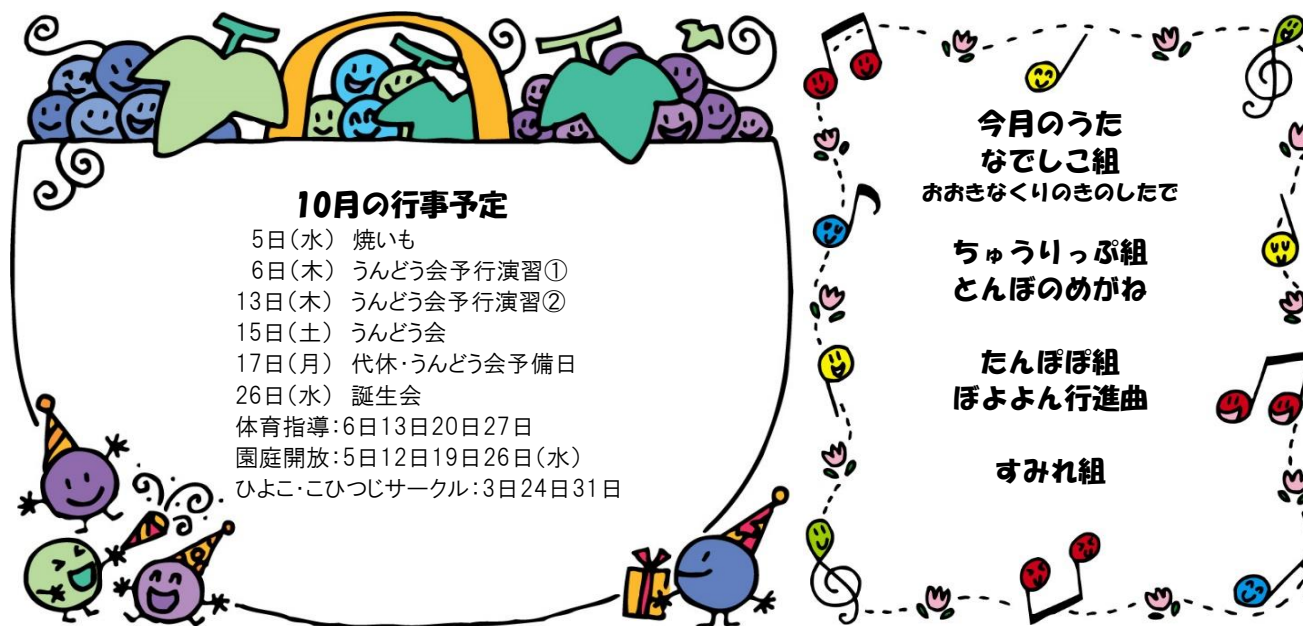 10月の行事予定
5日(水) 焼いも
6日(木) うんどう会予行演習①
13日(木) うんどう会予行演習②
15日(土) うんどう会
17日(月) 代休・うんどう会予備日
26日(水) 誕生会
体育指導:6日13日20日27日
園庭開放:5日12日19日26日(水)
ひよこ・こひつじサークル:3日24日31日
今月のうた
なでしこ組
おおきなくりのきのしたで
ちゅうりっぷ組
とんぼのめがね
たんぽぽ組
ぼよよん行進曲
すみれ組